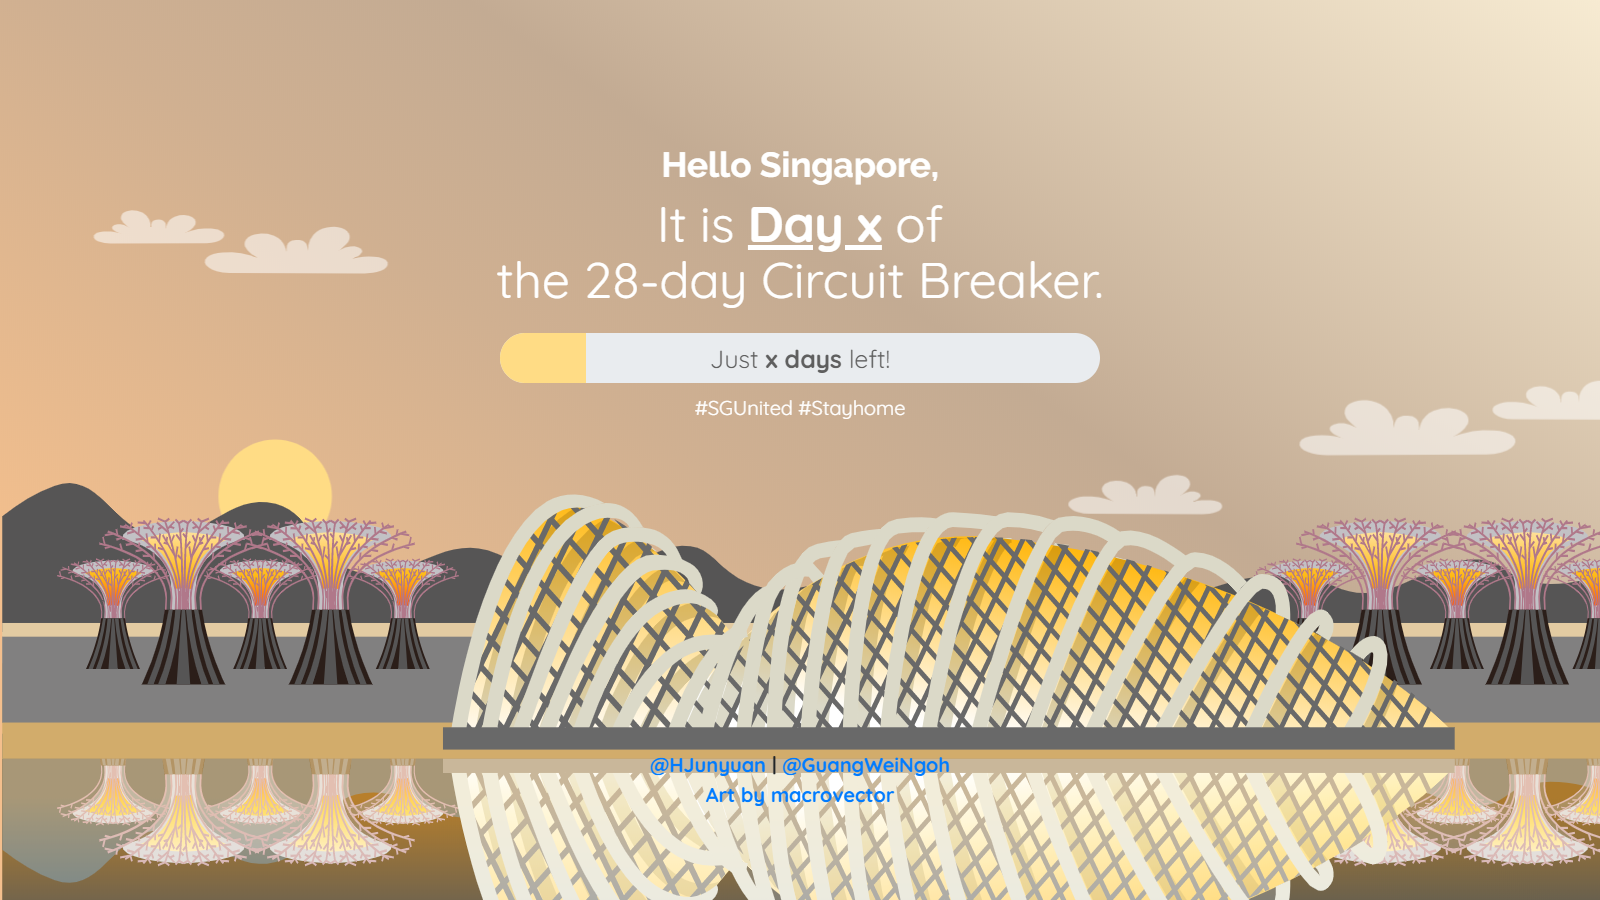 Hello Singapore,
It is Day x of
the 28-day Circuit Breaker.
Just x days left!
#SGUnited #Stayhome
@HJunyuan | @GuangWeiNgoh
Art by macrovector